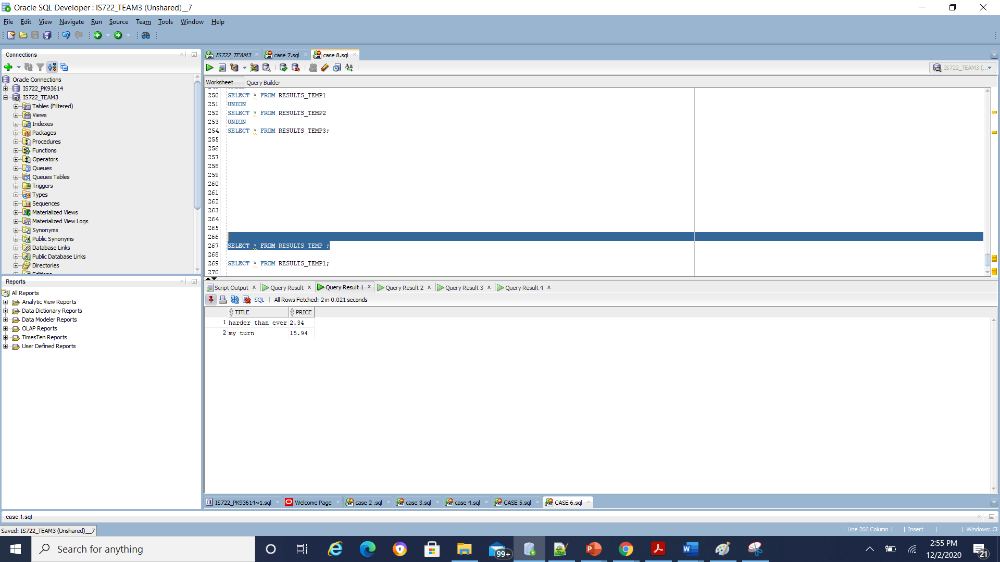 Oracle SQL Developer : IS722_TEAM3 (Unshared)__7
File Edit View Navigate Run Source Team Tools Window Help
Connections
Oracle Connections
IS722_PK93614
IS722_TEAM3
Tables (Filtered)
Views
Indexes
Packages
Procedures
Functions
Operators
Queues
Queues Tables
Triggers
Types
Sequences
Materialized Views
Materialized View Logs
Synonyms
Public Synonyms
Database Links
Public Database Links
Directories
Reports
All Reports
Analytic View Reports
Data Dictionary Reports
Data Modeler Reports
OLAP Reports
TimesTen Reports
User Defined Reports
IS722_TEAM3 case 7.sql case 8.sql
IS722_TEAM3 (...
Worksheet Query Builder
250 SELECT * FROM RESULTS_TEMP1
251 UNION
252 SELECT * FROM RESULTS_TEMP2
253 UNION
254 SELECT * FROM RESULTS_TEMP3;
255
256
257
258
259
260
261
262
263
264
265
266
267 SELECT * FROM RESULTS_TEMP ;
268
269 SELECT * FROM RESULTS_TEMP1;
270
Script Output Query Result Query Result 1 Query Result 2 Query Result 3 Query Result 4
SQL All Rows Fetched: 2 in 0.021 seconds
TITLE PRICE
1 harder than ever 2.34
2 my turn 15.94
IS722_PK93614~1.sql Welcome Page case 2 .sql case 3.sql case 4.sql CASE 5.sql CASE 6.sql
case 1.sql
Saved: IS722_TEAM3 (Unshared)__7
Line 266 Column 1 Insert Windows: CF
Search for anything
99+
2:55 PM
12/2/2020
21